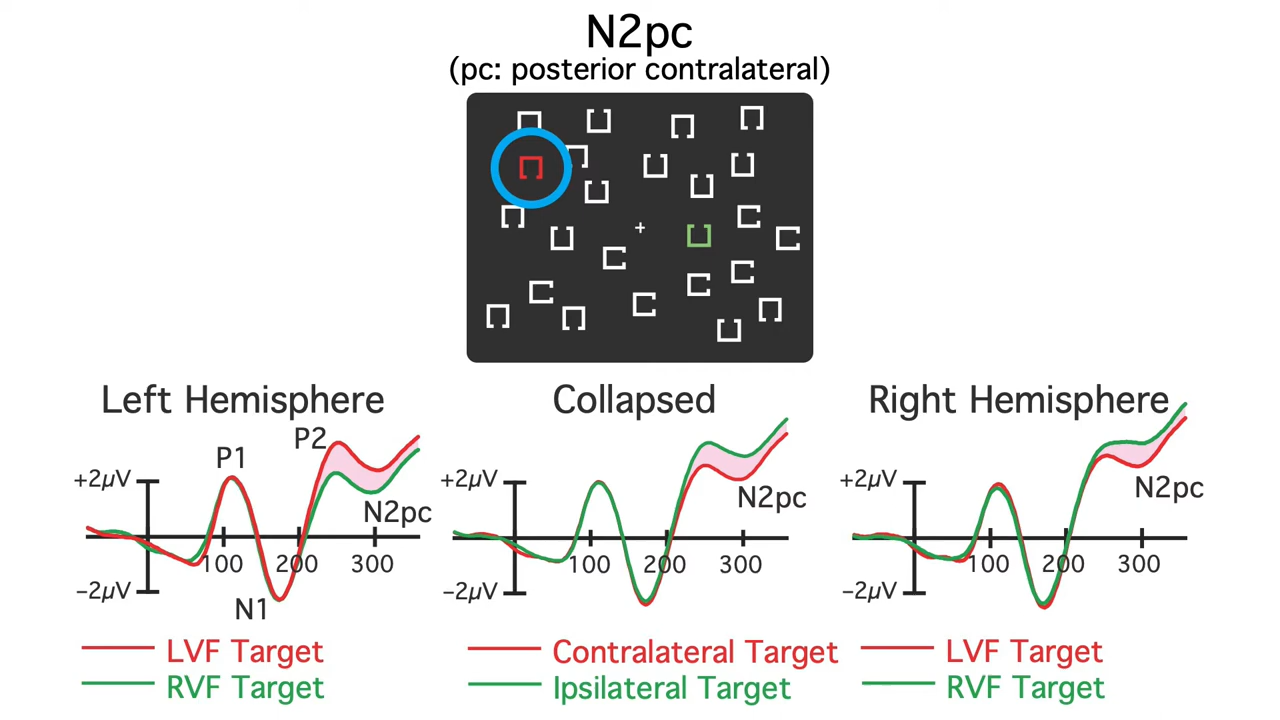 N2pc
(pc: posterior contralateral)
Left Hemisphere
Collapsed
Right Hemisphere
P1
P2
+2µV
N2pc
100
200
300
−2µV
N1
+2µV
N2pc
100
200
300
−2µV
+2µV
N2pc
100
200
300
−2µV
LVF Target
RVF Target
Contralateral Target
Ipsilateral Target
LVF Target
RVF Target